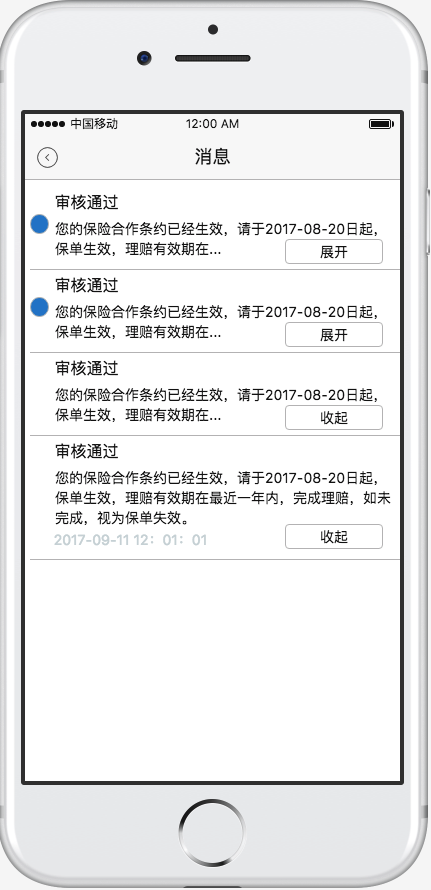 中国移动 12:00 AM
消息
审核通过
您的保险合作条约已经生效，请于2017-08-20日起，
保单生效，理赔有效期在...
展开
审核通过
您的保险合作条约已经生效，请于2017-08-20日起，
保单生效，理赔有效期在...
展开
审核通过
您的保险合作条约已经生效，请于2017-08-20日起，
保单生效，理赔有效期在...
收起
审核通过
您的保险合作条约已经生效，请于2017-08-20日起，
保单生效，理赔有效期在最近一年内，完成理赔，如未
完成，视为保单失效。
2017-09-11 12：01：01
收起